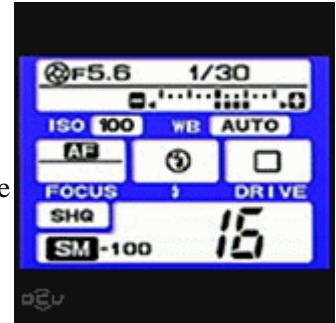 F5.6 1/30
ISO 100 WB AUTO
AF
FOCUS DRIVE
SHQ
SM-100 16
e